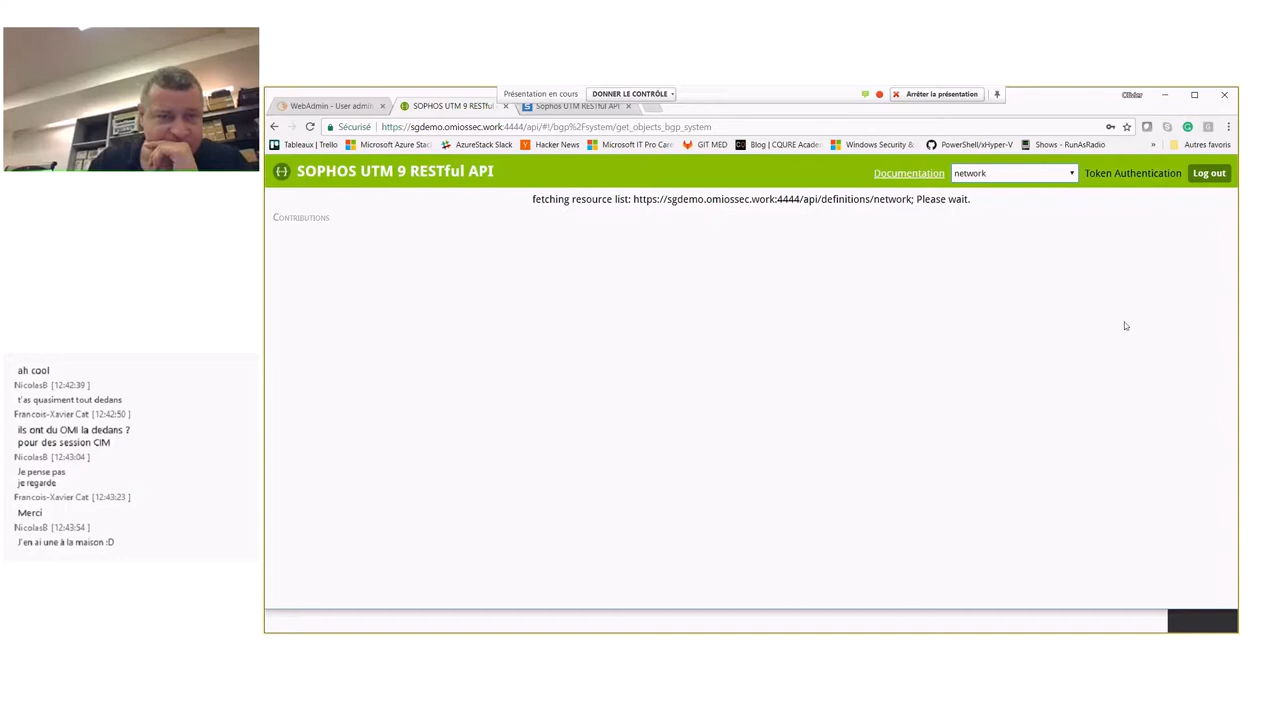 Présentation en cours
DONNER LE CONTRÔLE
Arrêter la présentation
WebAdmin - User admin
SOPHOS UTM 9 RESTful
Sophos UTM RESTful API
Olivier
Sécurisé
https://sgdemo.omiossec.work:4444/api/#!/bgp%2Fsystem/get_objects_bgp_system
Tableaux | Trello
Microsoft Azure Stac
AzureStack Slack
Hacker News
Microsoft IT Pro Care
GIT MED
Blog | CQURE Acade
Windows Security &
PowerShell/xHyper-V
Shows - RunAsRadio
»
Autres favoris
SOPHOS UTM 9 RESTful API
Documentation
network
Token Authentication
Log out
fetching resource list: https://sgdemo.omiossec.work:4444/api/definitions/network; Please wait.
CONTRIBUTIONS
ah cool
NicolasB [12:42:39 ]
t'as quasiment tout dedans
Francois-Xavier Cat [12:42:50 ]
ils ont du OMI la dedans ?
pour des session CIM
NicolasB [12:43:04 ]
Je pense pas
je regarde
Francois-Xavier Cat [12:43:23 ]
Merci
NicolasB [12:43:54 ]
J'en ai une à la maison :D